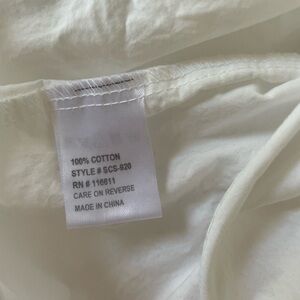 100% COTTON
STYLE # SCS-920
RN # 116611
CARE ON REVERSE
MADE IN CHINA